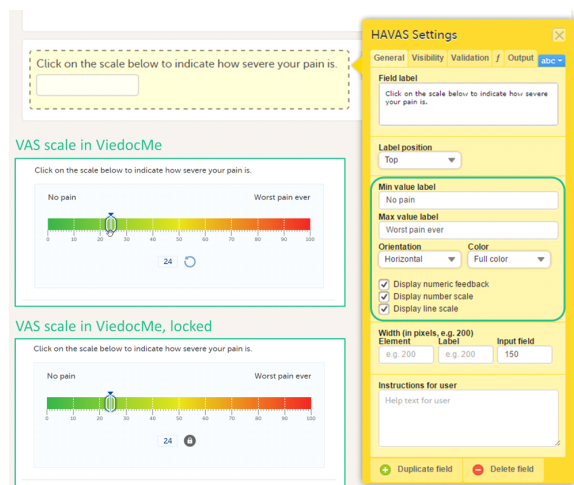 Click on the scale below to indicate how severe your pain is.
VAS scale in ViedocMe
Click on the scale below to indicate how severe your pain is.
No pain Worst pain ever
0 10 20 30 40 50 60 70 80 90 100
24
VAS scale in ViedocMe, locked
Click on the scale below to indicate how severe your pain is.
No pain Worst pain ever
0 10 20 30 40 50 60 70 80 90 100
24
HAVAS Settings
General Visibility Validation f Output abc
Field label
Click on the scale below to indicate how severe
your pain is.
Label position
Top
Min value label
No pain
Max value label
Worst pain ever
Orientation Color
Horizontal Full color
Display numeric feedback
Display number scale
Display line scale
Width (in pixels, e.g. 200)
Element Label Input field
e.g. 200 e.g. 200 150
Instructions for user
Help text for user
Duplicate field Delete field